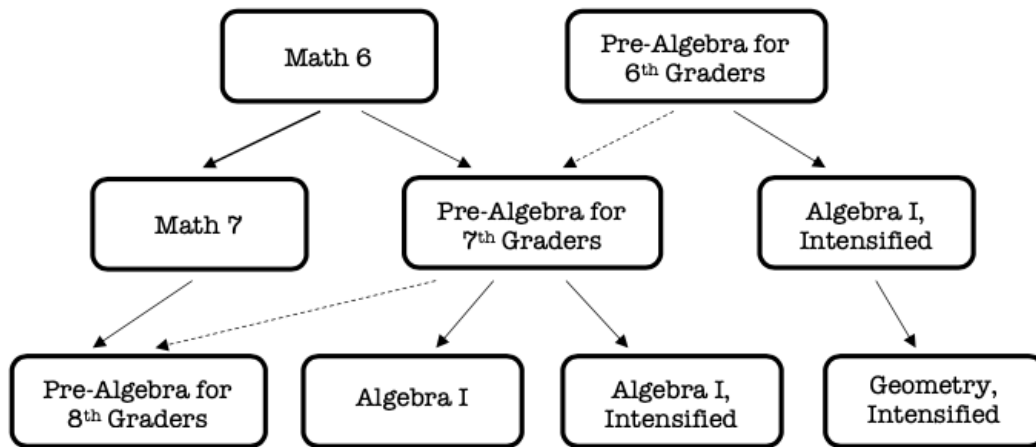 Math 6
Pre-Algebra for
6th Graders
Math 7
Pre-Algebra for
7th Graders
Algebra I,
Intensified
Pre-Algebra for
8th Graders
Algebra I
Algebra I,
Intensified
Geometry,
Intensified